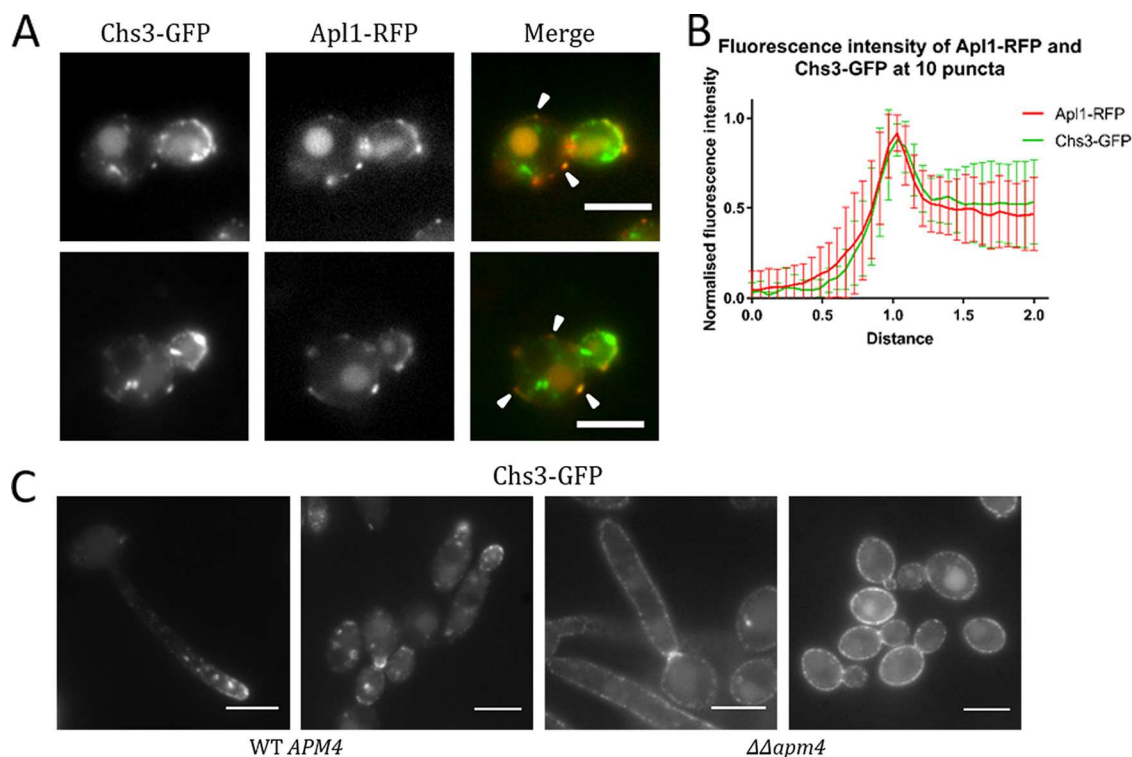 A
Chs3-GFP Apl1-RFP Merge
B
Fluorescence intensity of Apl1-RFP and
Chs3-GFP at 10 puncta
Normalised fluorescence intensity
1.0
0.5
0.0
0.0 0.5 1.0 1.5 2.0
Distance
Apl1-RFP
Chs3-GFP
C
Chs3-GFP
WT APM4 ΔΔapm4